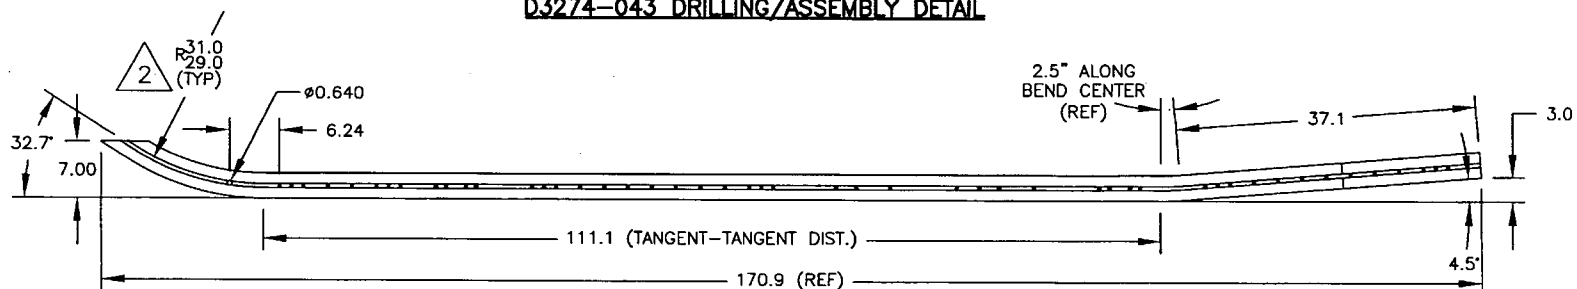 D3274-043 DRILLING/ASSEMBLY DETAIL
2
R31.0
29.0
(TYP)
ø0.640
6.24
32.7°
7.00
2.5" ALONG
BEND CENTER
(REF)
37.1
3.0
111.1 (TANGENT-TANGENT DIST.)
4.5°
170.9 (REF)